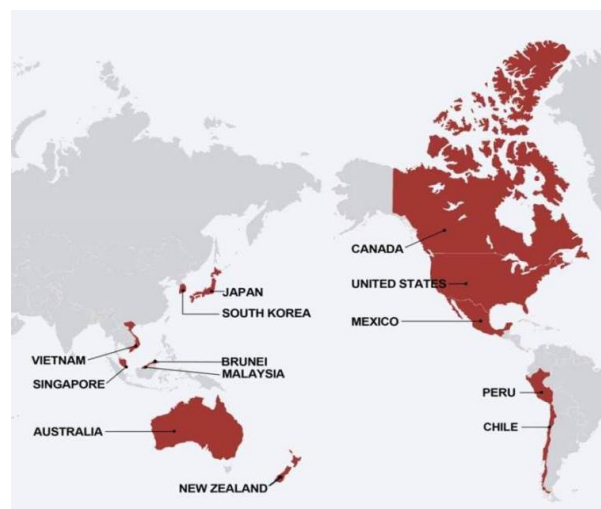 CANADA
UNITED STATES
JAPAN
SOUTH KOREA
MEXICO
VIETNAM
BRUNEI
MALAYSIA
SINGAPORE
PERU
AUSTRALIA
CHILE
NEW ZEALAND